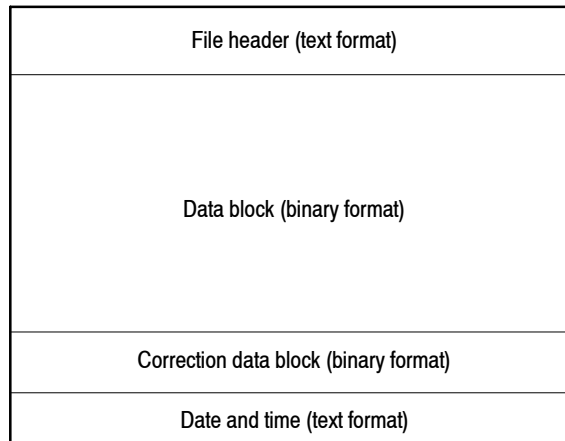 File header (text format)
Data block (binary format)
Correction data block (binary format)
Date and time (text format)